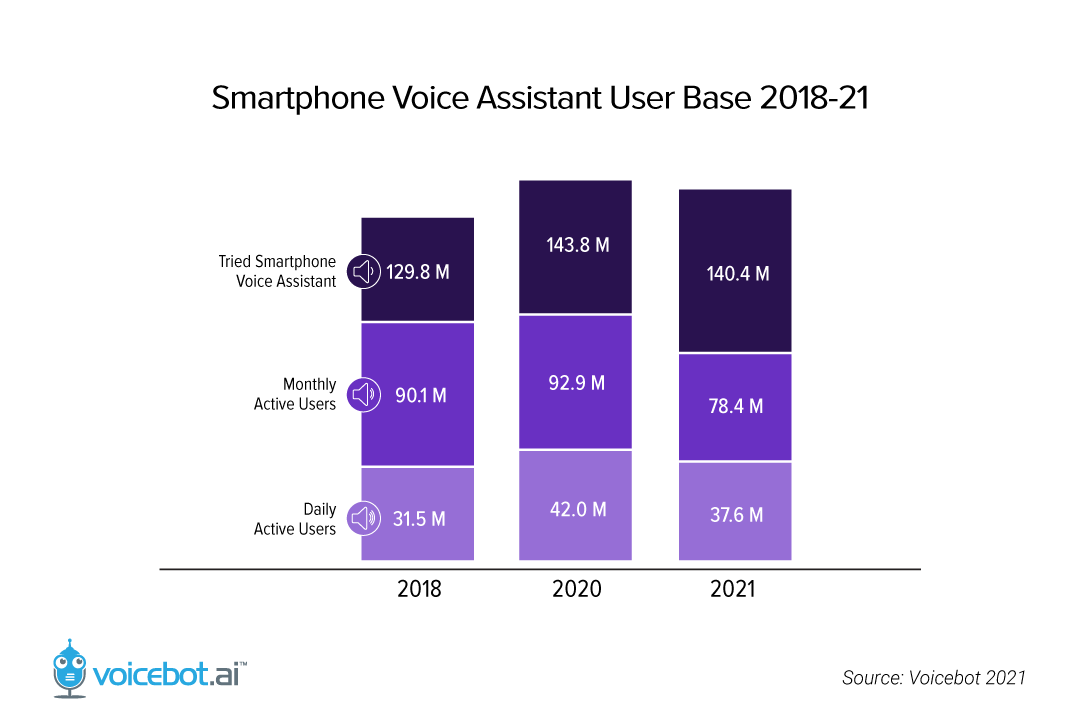 Smartphone Voice Assistant User Base 2018-21
Tried Smartphone
Voice Assistant
129.8 M
143.8 M
140.4 M
Monthly
Active Users
90.1 M
92.9 M
78.4 M
Daily
Active Users
31.5 M
42.0 M
37.6 M
2018
2020
2021
voicebot.ai™
Source: Voicebot 2021